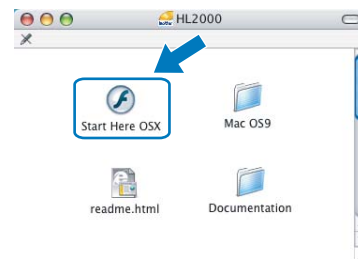 HL2000
Start Here OSX
Mac OS9
readme.html
Documentation